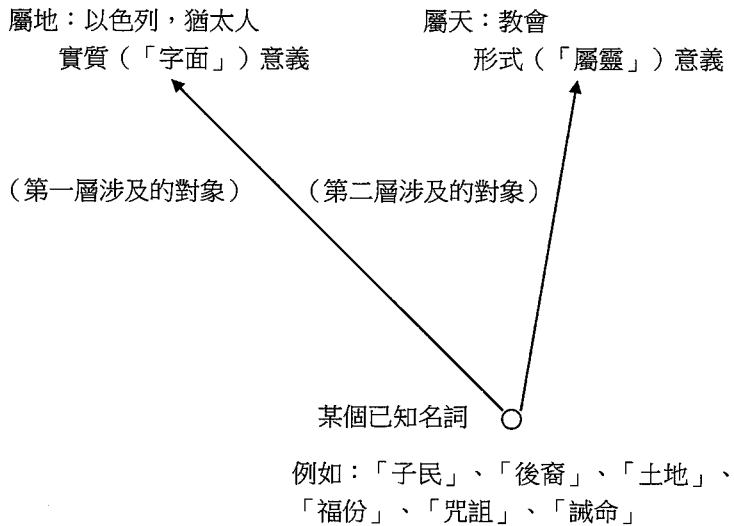 屬地：以色列，猶太人
實質（「字面」）意義
屬天：教會
形式（「屬靈」）意義
（第一層涉及的對象）
（第二層涉及的對象）
某個已知名詞
例如：「子民」、「後裔」、「土地」、
「福份」、「咒詛」、「誡命」